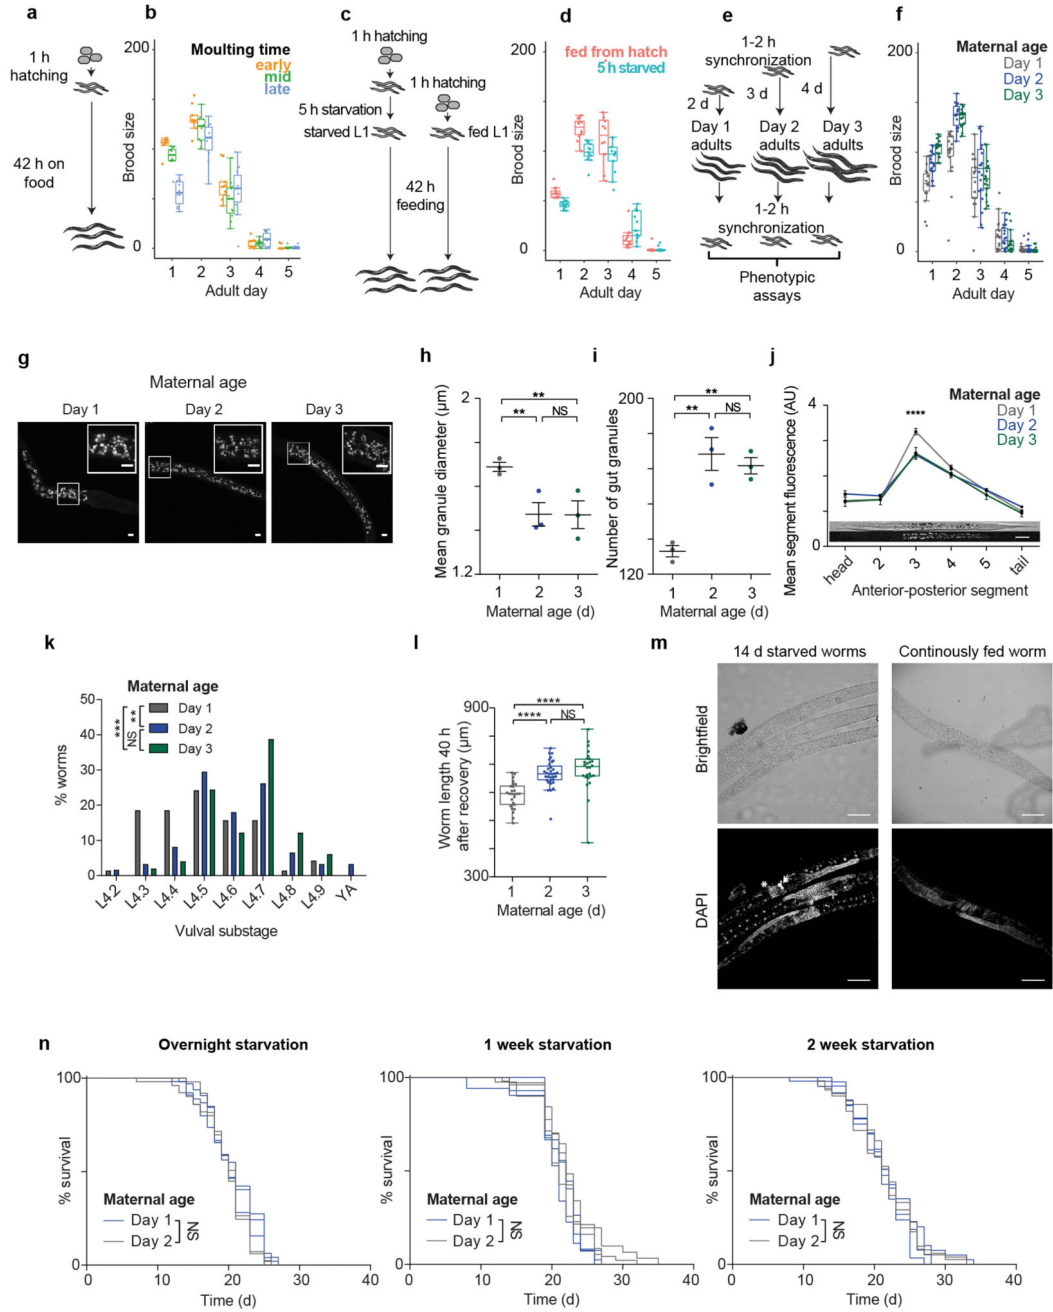 a
1 h
hatching
42 h on
food
b
200
Moulting time
early
mid
late
Brood size
0
1 2 3 4 5
Adult day
c
1 h hatching
1 h hatching
5 h starvation
starved L1
fed L1
42 h
feeding
d
200
fed from hatch
5 h starved
Brood size
0
1 2 3 4 5
Adult day
e
1-2 h
synchronization
2 d
3 d
4 d
Day 1
adults
Day 2
adults
Day 3
adults
1-2 h
synchronization
Phenotypic
assays
f
200
Maternal age
Day 1
Day 2
Day 3
Brood size
0
1 2 3 4 5
Adult day
g
Maternal age
Day 1
Day 2
Day 3
h
2
Mean granule diameter (µm)
**
**
NS
1.2
1 2 3
Maternal age (d)
i
200
Number of gut granules
**
**
NS
120
1 2 3
Maternal age (d)
j
4
Mean segment fluorescence (AU)
Maternal age
Day 1
Day 2
Day 3
****
2
0
head 2 3 4 5 tail
Anterior-posterior segment
k
Maternal age
Day 1
Day 2
Day 3
***
**
NS
50
40
30
20
10
0
% worms
L4.2 L4.3 L4.4 L4.5 L4.6 L4.7 L4.8 L4.9 YA
Vulval substage
l
900
Worm length 40 h
after recovery (µm)
****
****
NS
300
1 2 3
Maternal age (d)
m
14 d starved worms
Continously fed worm
Brightfield
DAPI
n
Overnight starvation
100
% survival
Maternal age
Day 1
Day 2
NS
0
0 10 20 30 40
Time (d)
1 week starvation
100
% survival
Maternal age
Day 1
Day 2
NS
0
0 10 20 30 40
Time (d)
2 week starvation
100
% survival
Maternal age
Day 1
Day 2
NS
0
0 10 20 30 40
Time (d)